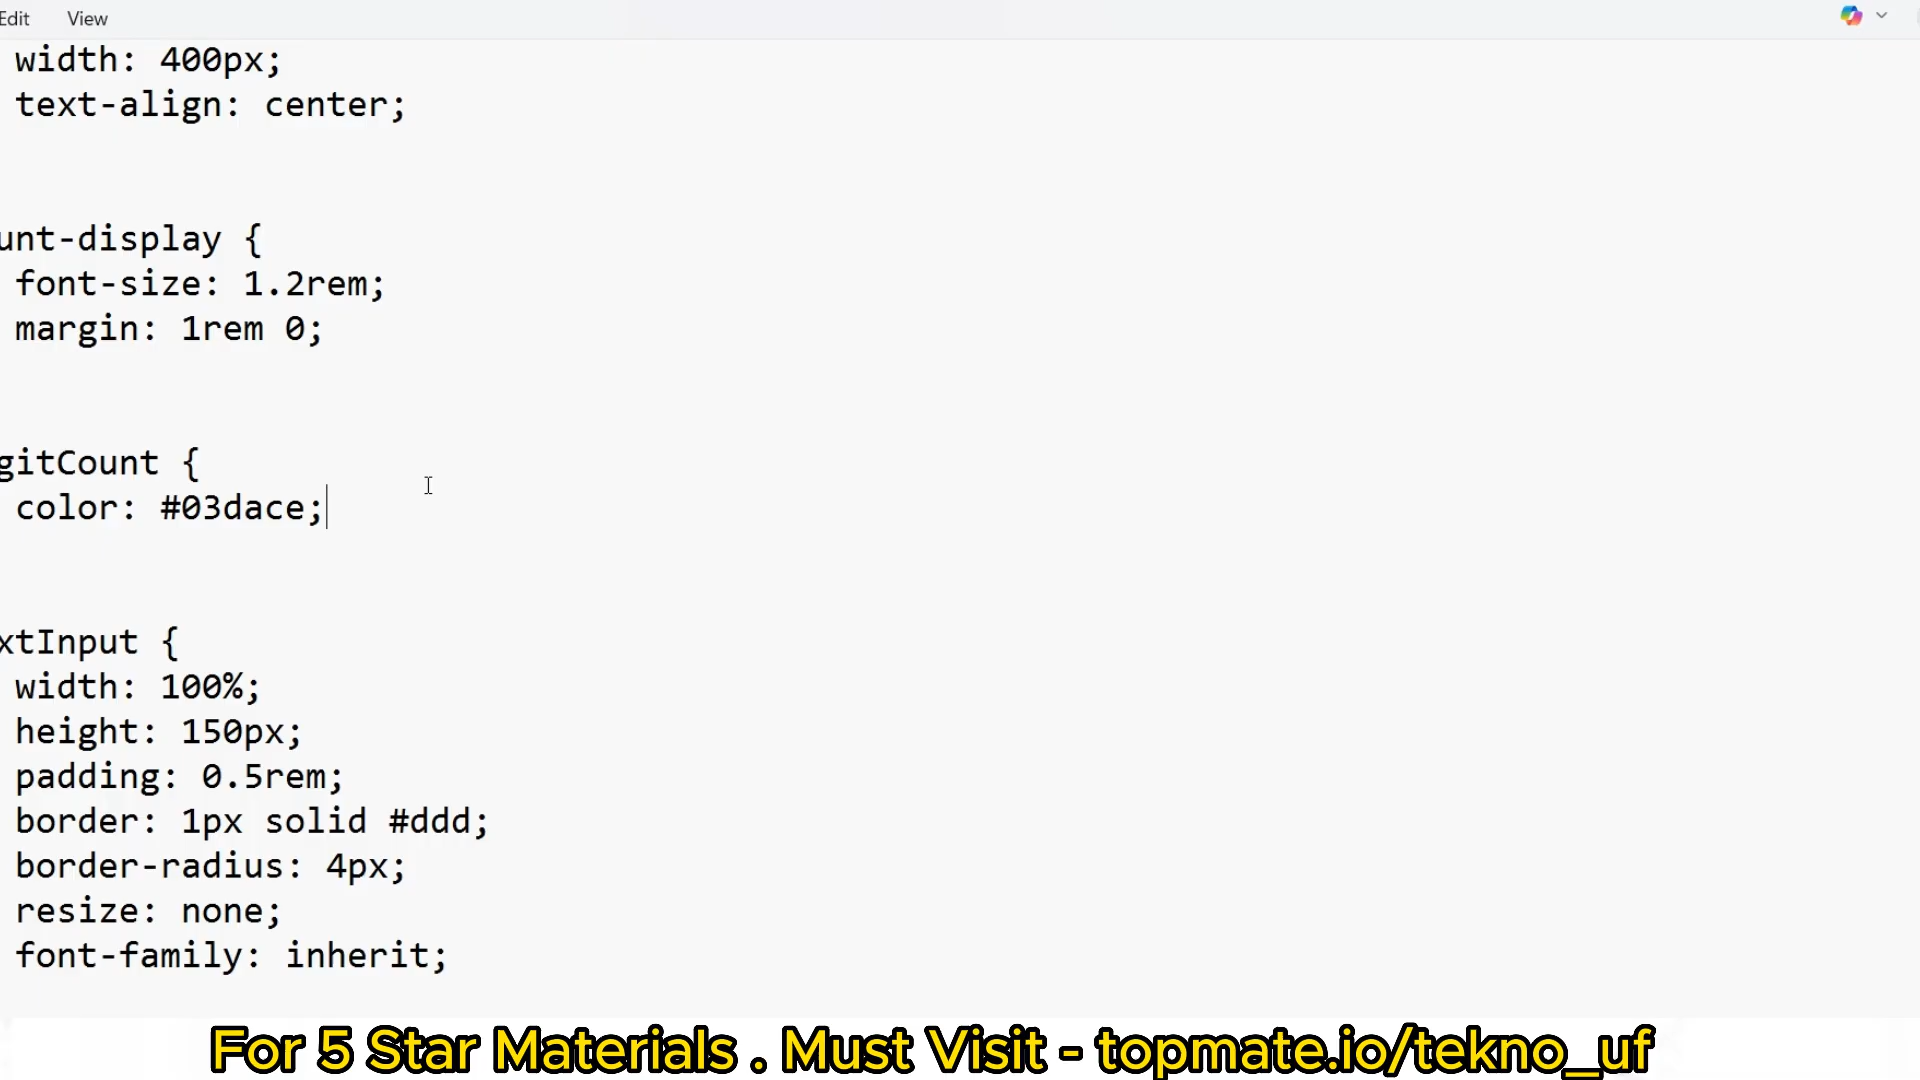 Edit View
width: 400px;
text-align: center;
unt-display {
font-size: 1.2rem;
margin: 1rem 0;
gitCount {
color: #03dace;
xtInput {
width: 100%;
height: 150px;
padding: 0.5rem;
border: 1px solid #ddd;
border-radius: 4px;
resize: none;
font-family: inherit;
For 5 Star Materials . Must Visit - topmate.io/tekno_uf